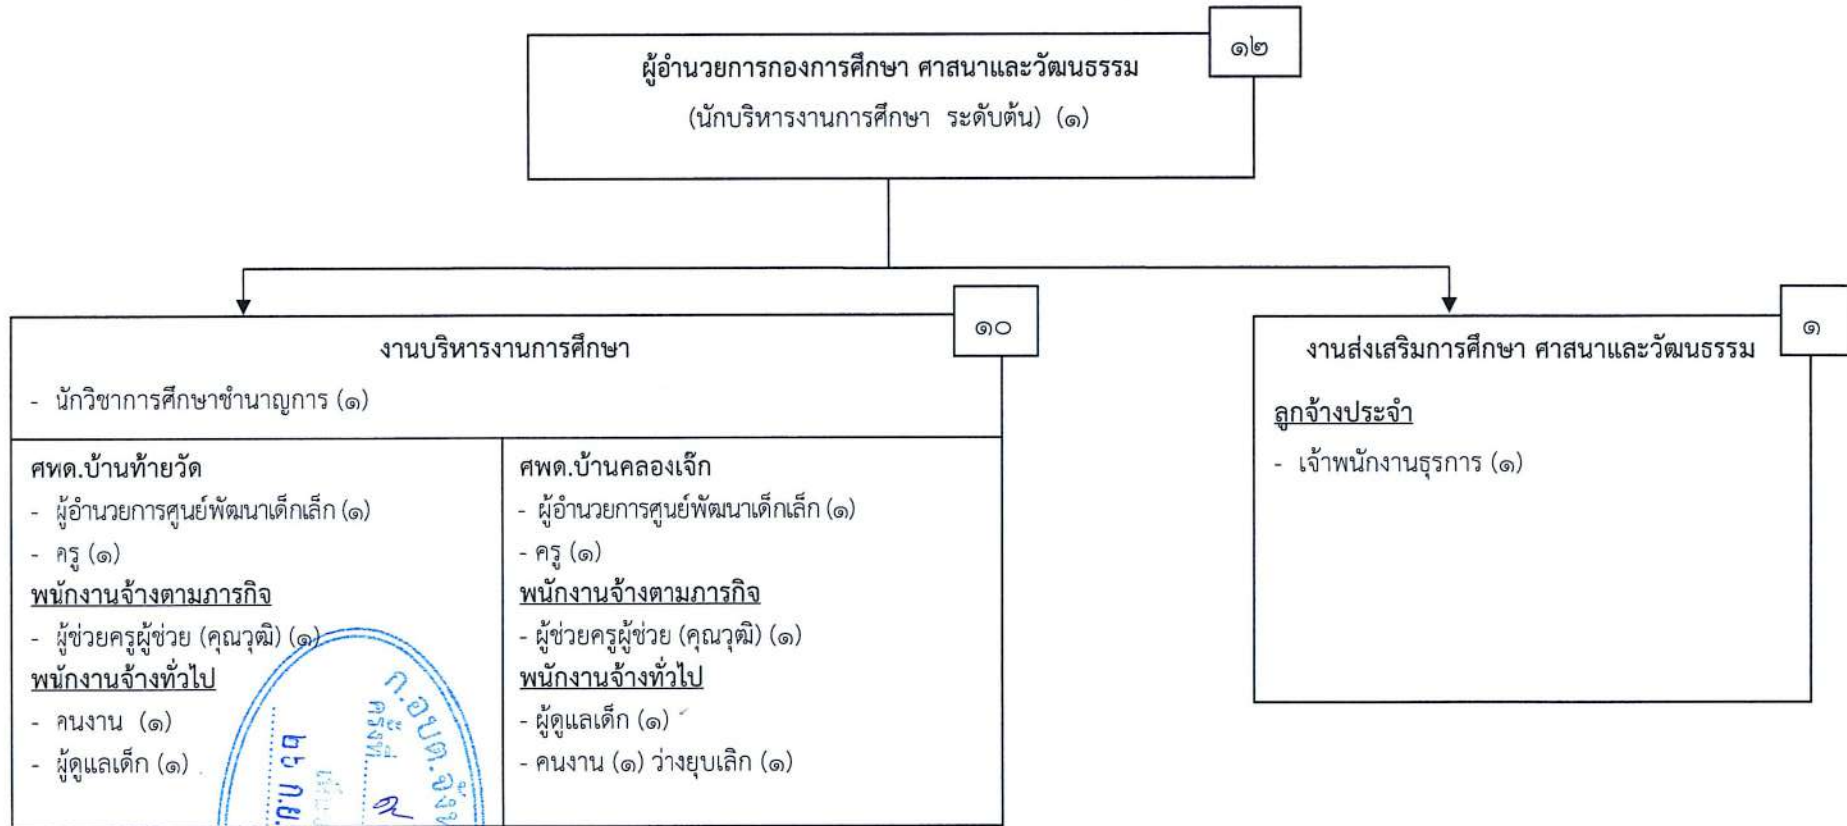 ๑๒
ผู้อำนวยการกองการศึกษา ศาสนาและวัฒนธรรม
(นักบริหารงานการศึกษา ระดับต้น) (๑)
๑๐
งานบริหารงานการศึกษา
- นักวิชาการศึกษาชำนาญการ (๑)
ศพด.บ้านท้ายวัด
- ผู้อำนวยการศูนย์พัฒนาเด็กเล็ก (๑)
- ครู (๑)
พนักงานจ้างตามภารกิจ
- ผู้ช่วยครูผู้ช่วย (คุณวุฒิ) (๑)
พนักงานจ้างทั่วไป
- คนงาน (๑)
- ผู้ดูแลเด็ก (๑)
ศพด.บ้านคลองเจ๊ก
- ผู้อำนวยการศูนย์พัฒนาเด็กเล็ก (๑)
- ครู (๑)
พนักงานจ้างตามภารกิจ
- ผู้ช่วยครูผู้ช่วย (คุณวุฒิ) (๑)
พนักงานจ้างทั่วไป
- ผู้ดูแลเด็ก (๑)
- คนงาน (๑) ว่างยุบเลิก (๑)
๑
งานส่งเสริมการศึกษา ศาสนาและวัฒนธรรม
ลูกจ้างประจำ
- เจ้าพนักงานธุรการ (๑)
ก.อบต.จังห
ครั้งที่
๒๖ ก.ย.